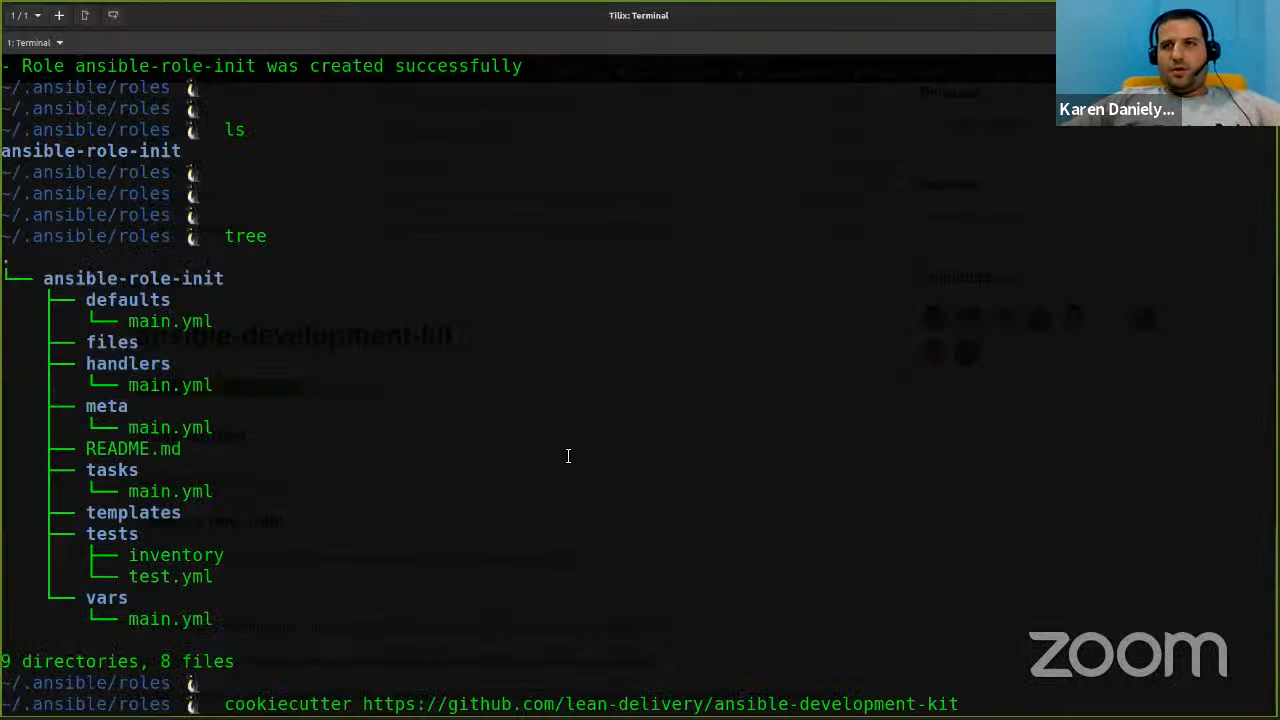 1 / 1
Tilix: Terminal
1: Terminal
- Role ansible-role-init was created successfully
~/.ansible/roles
~/.ansible/roles
~/.ansible/roles ls
ansible-role-init
~/.ansible/roles
~/.ansible/roles
~/.ansible/roles
~/.ansible/roles tree
.
└── ansible-role-init
├── defaults
└── main.yml
├── files
├── handlers
└── main.yml
├── meta
└── main.yml
├── README.md
├── tasks
└── main.yml
├── templates
├── tests
├── inventory
└── test.yml
└── vars
└── main.yml
9 directories, 8 files
~/.ansible/roles
~/.ansible/roles cookiecutter https://github.com/lean-delivery/ansible-development-kit
Karen Daniely...
ansible-development-kit
zoom